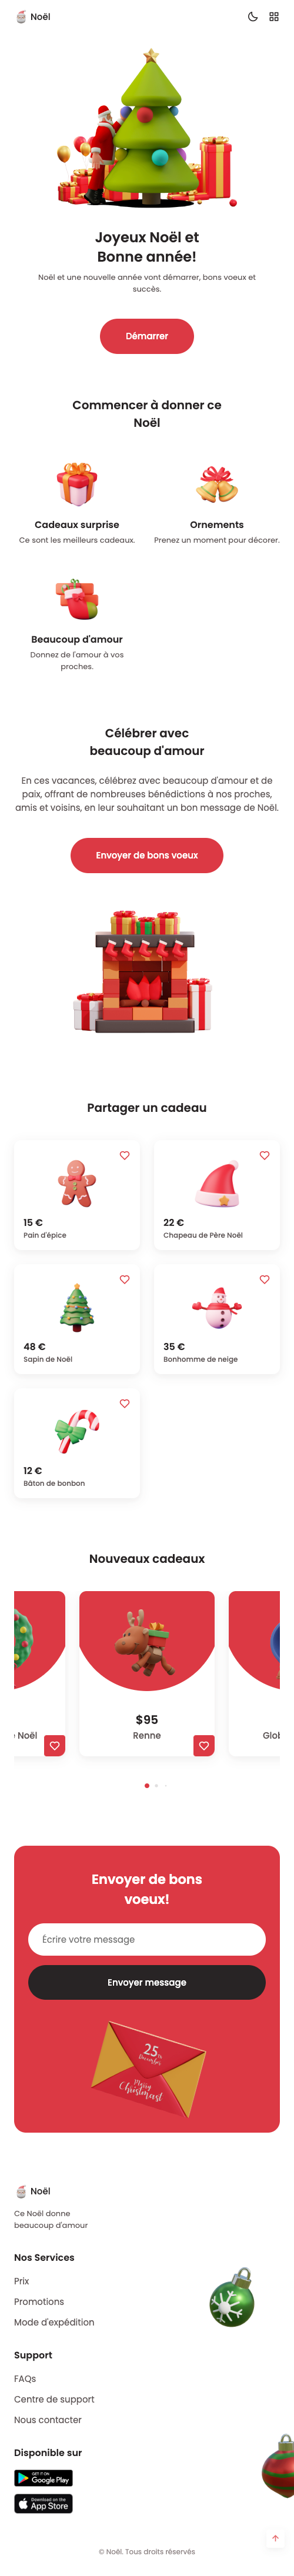 Noël
Joyeux Noël et
Bonne année!
Noël et une nouvelle année vont démarrer, bons voeux et
succès.
Démarrer
Commencer à donner ce
Noël
Cadeaux surprise
Ce sont les meilleurs cadeaux.
Ornements
Prenez un moment pour décorer.
Beaucoup d'amour
Donnez de l'amour à vos
proches.
Célébrer avec
beaucoup d'amour
En ces vacances, célébrez avec beaucoup d'amour et de
paix, offrant de nombreuses bénédictions à nos proches,
amis et voisins, en leur souhaitant un bon message de Noël.
Envoyer de bons voeux
Partager un cadeau
15 €
Pain d'épice
22 €
Chapeau de Père Noël
48 €
Sapin de Noël
35 €
Bonhomme de neige
12 €
Bâton de bonbon
Nouveaux cadeaux
Noël
$95
Renne
Glob
Envoyer de bons
voeux!
Écrire votre message
Envoyer message
25th
December
Merry
Christmast
Noël
Ce Noël donne
beaucoup d'amour
Nos Services
Prix
Promotions
Mode d'expédition
Support
FAQs
Centre de support
Nous contacter
Disponible sur
GET IT ON
Google Play
Download on the
App Store
© Noël. Tous droits réservés